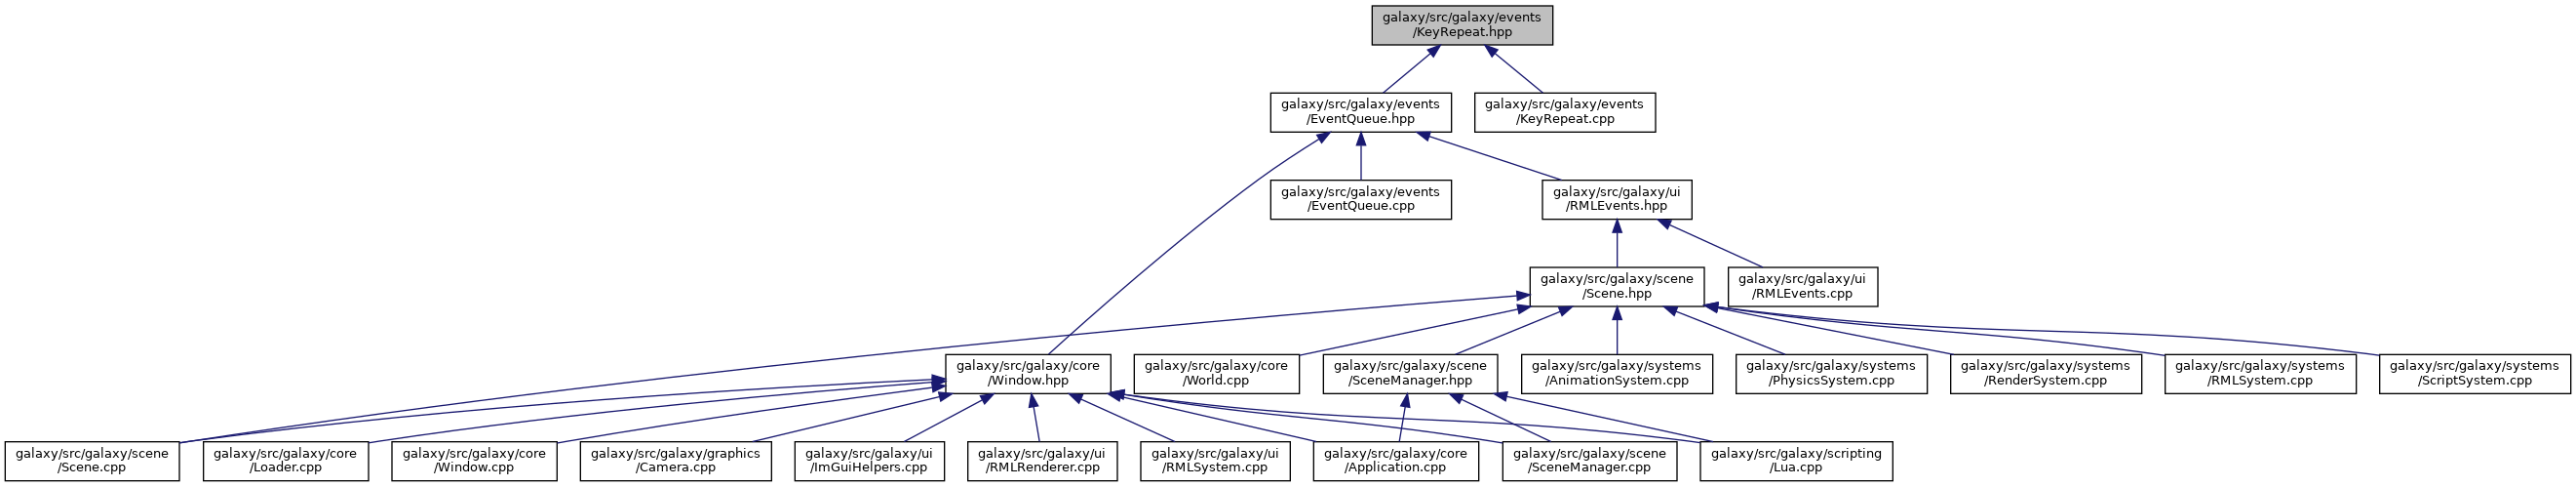 galaxy/src/galaxy/events
/KeyRepeat.hpp
galaxy/src/galaxy/events
/EventQueue.hpp
galaxy/src/galaxy/events
/KeyRepeat.cpp
galaxy/src/galaxy/events
/EventQueue.cpp
galaxy/src/galaxy/ui
/RMLEvents.hpp
galaxy/src/galaxy/scene
/Scene.hpp
galaxy/src/galaxy/ui
/RMLEvents.cpp
galaxy/src/galaxy/core
/Window.hpp
galaxy/src/galaxy/core
/World.cpp
galaxy/src/galaxy/scene
/SceneManager.hpp
galaxy/src/galaxy/systems
/AnimationSystem.cpp
galaxy/src/galaxy/systems
/PhysicsSystem.cpp
galaxy/src/galaxy/systems
/RenderSystem.cpp
galaxy/src/galaxy/systems
/RMLSystem.cpp
galaxy/src/galaxy/systems
/ScriptSystem.cpp
galaxy/src/galaxy/scene
/Scene.cpp
galaxy/src/galaxy/core
/Loader.cpp
galaxy/src/galaxy/core
/Window.cpp
galaxy/src/galaxy/graphics
/Camera.cpp
galaxy/src/galaxy/ui
/ImGuiHelpers.cpp
galaxy/src/galaxy/ui
/RMLRenderer.cpp
galaxy/src/galaxy/ui
/RMLSystem.cpp
galaxy/src/galaxy/core
/Application.cpp
galaxy/src/galaxy/scene
/SceneManager.cpp
galaxy/src/galaxy/scripting
/Lua.cpp